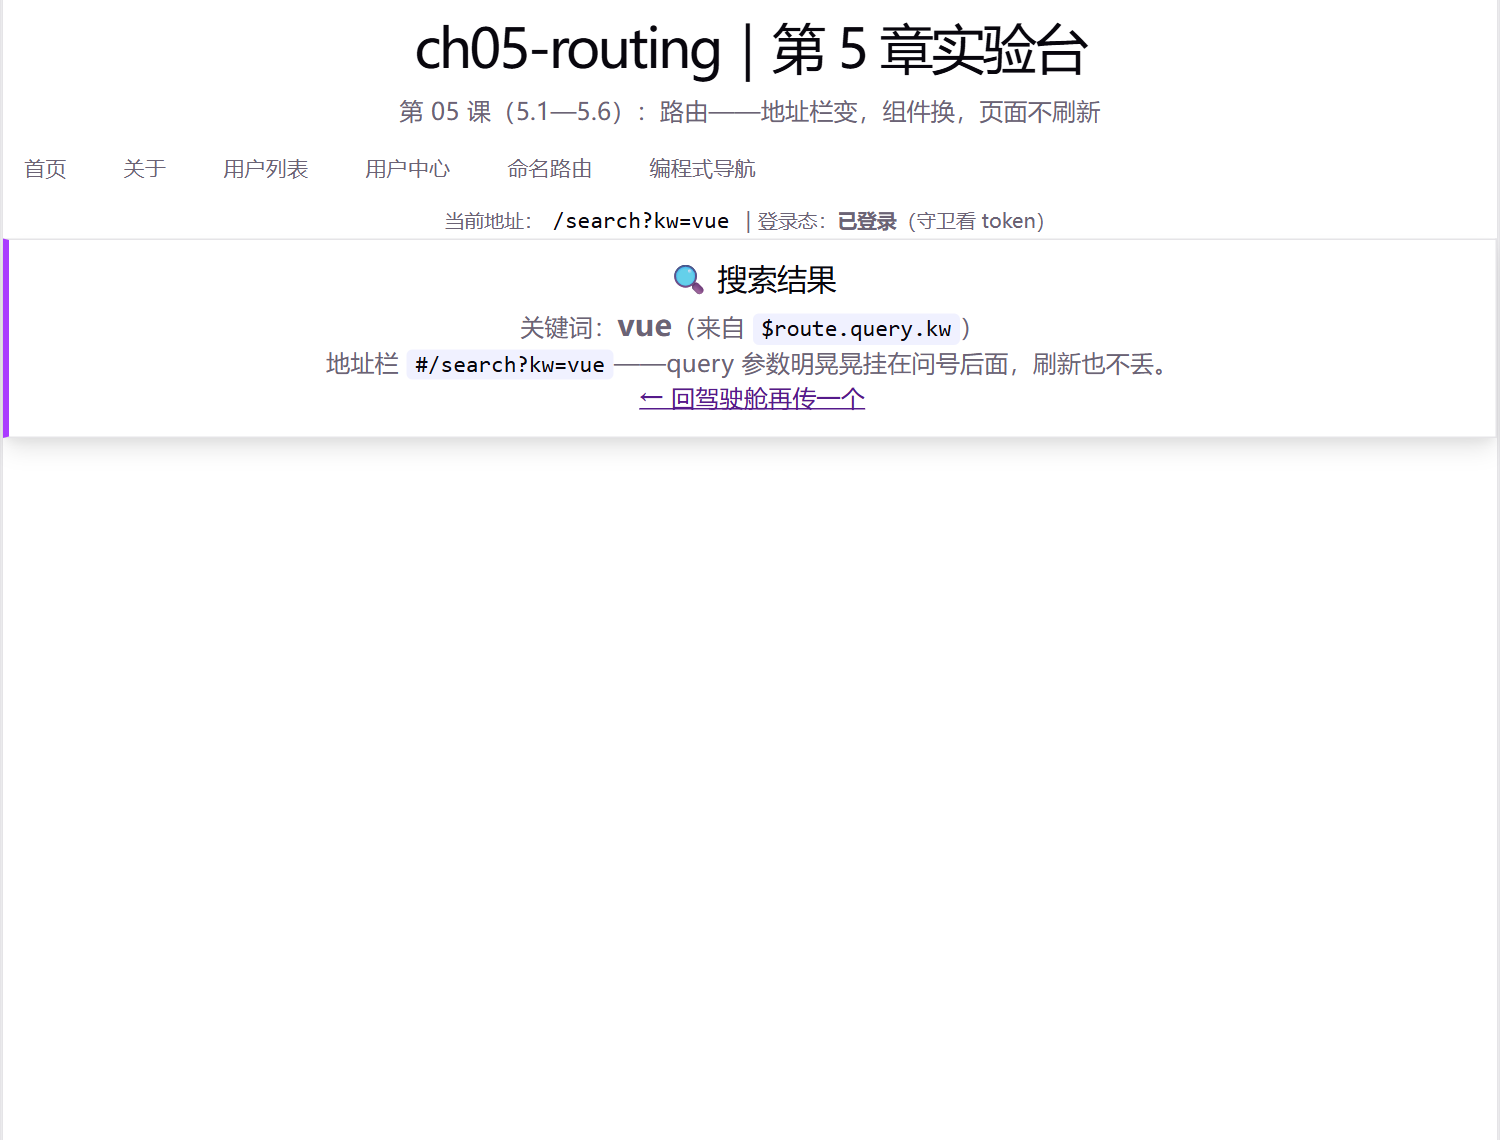 ch05-routing | 第 5 章实验台
第 05 课（5.1—5.6）：路由——地址栏变，组件换，页面不刷新
首页 关于 用户列表 用户中心 命名路由 编程式导航
当前地址： /search?kw=vue | 登录态：已登录（守卫看 token）
🔍 搜索结果
关键词：vue（来自 $route.query.kw）
地址栏 #/search?kw=vue——query 参数明晃晃挂在问号后面，刷新也不丢。
← 回驾驶舱再传一个